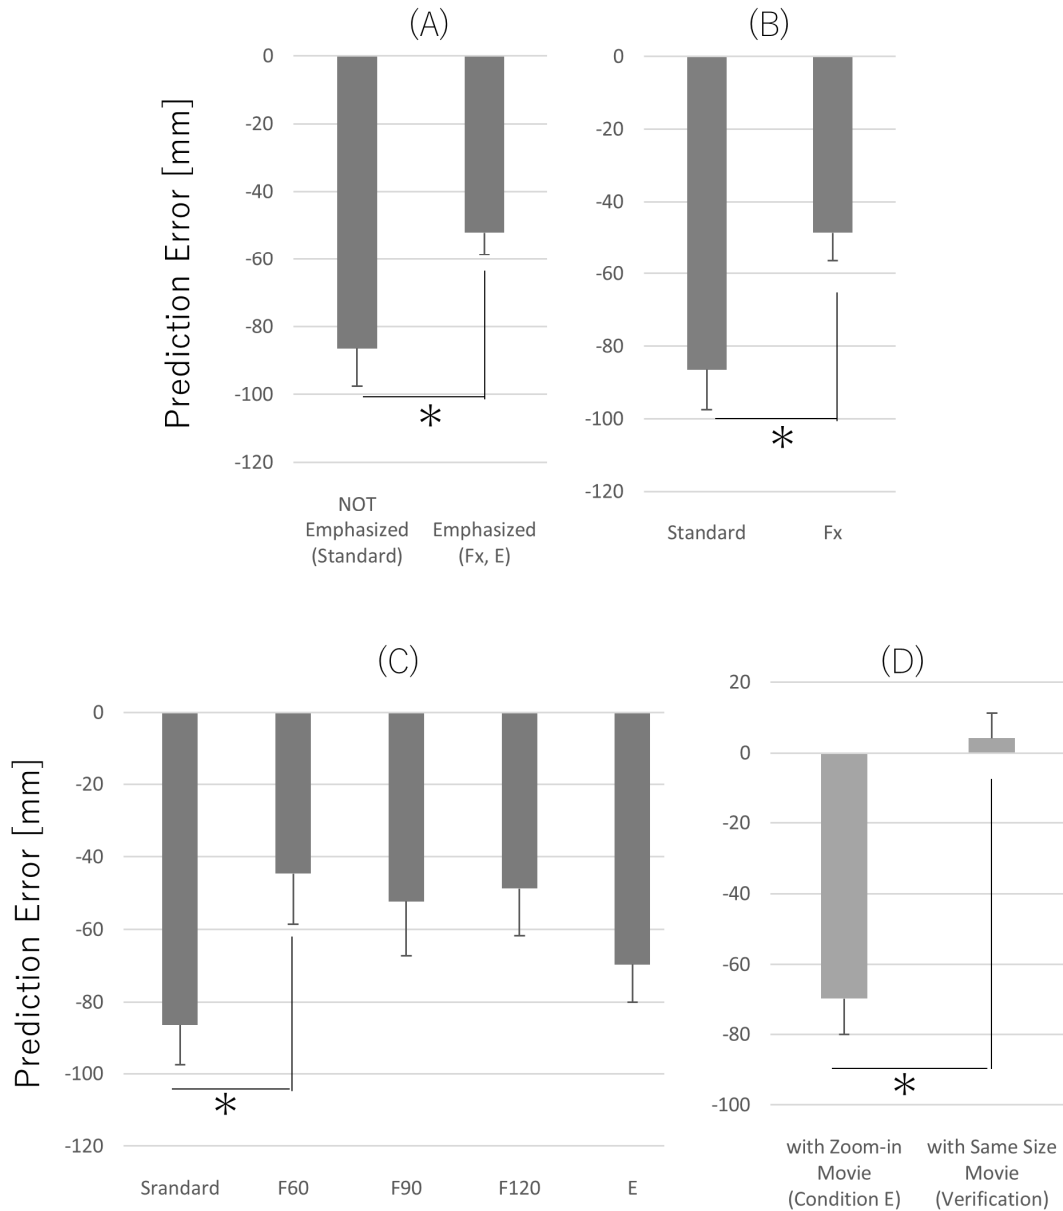 (A)
Prediction Error [mm]
0
-20
-40
-60
-80
-100
-120
*
NOT
Emphasized
(Standard)
Emphasized
(Fx, E)
(B)
0
-20
-40
-60
-80
-100
-120
*
Standard
Fx
(C)
Prediction Error [mm]
0
-20
-40
-60
-80
-100
-120
*
Srandard
F60
F90
F120
E
(D)
20
0
-20
-40
-60
-80
-100
*
with Zoom-in
Movie
(Condition E)
with Same Size
Movie
(Verification)